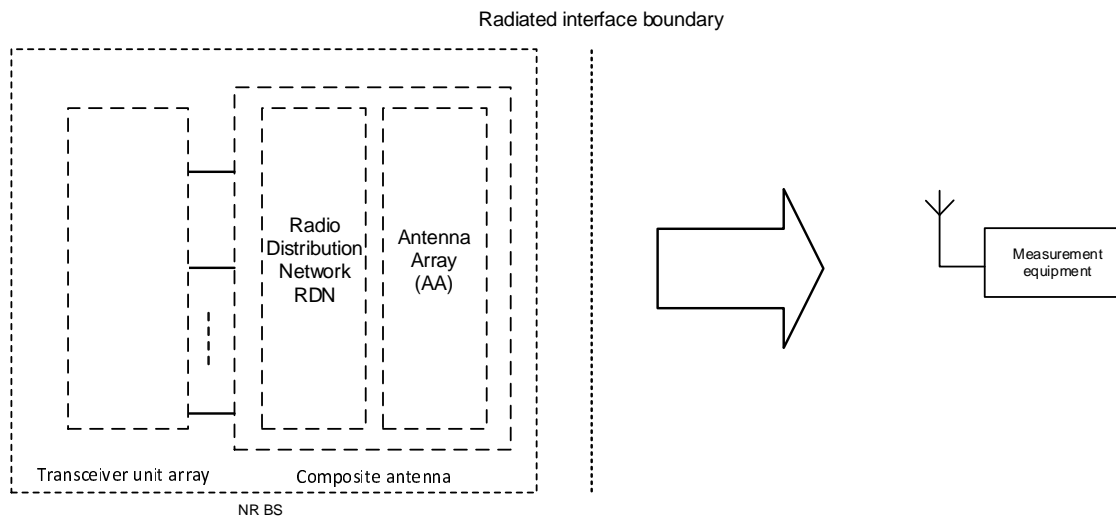 Radiated interface boundary
Radio
Distribution
Network
RDN
Antenna
Array
(AA)
Measurement
equipment
Transceiver unit array
Composite antenna
NR BS